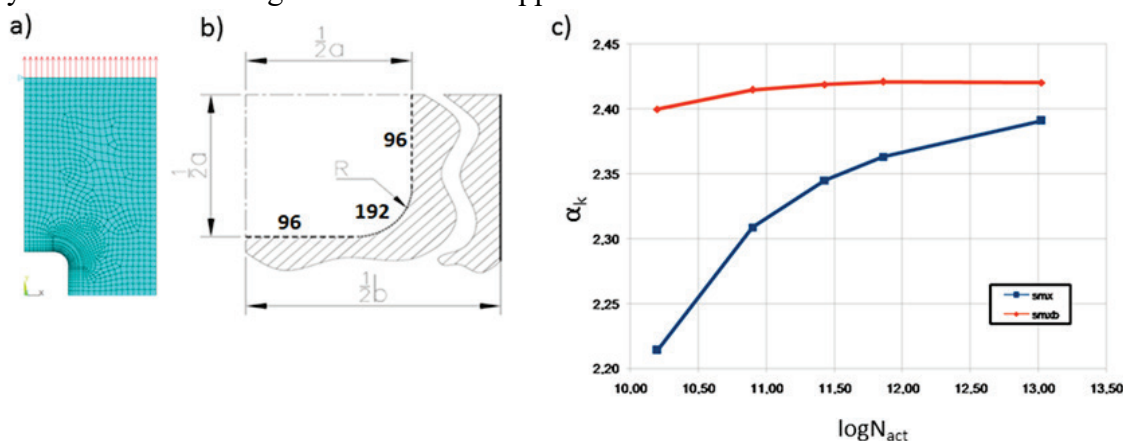 a)
b)
c)
½a
½a
96
R
192
96
½b
2,45
2,40
2,35
2,30
2,25
2,20
αk
smx
smxb
10,00 10,50 11,00 11,50 12,00 12,50 13,00 13,50
logNact
x